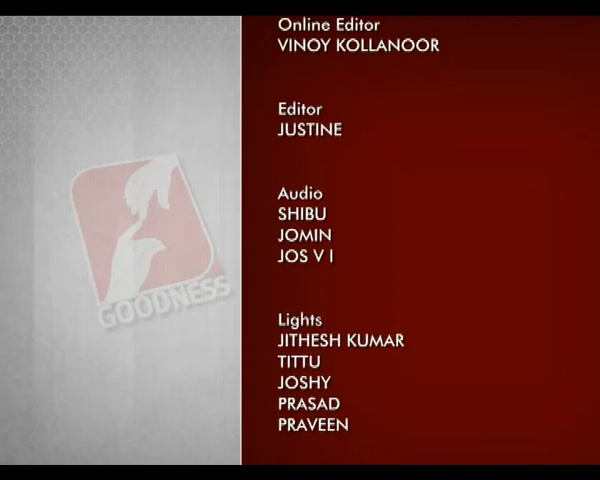 Online Editor
VINOY KOLLANOOR
Editor
JUSTINE
Audio
SHIBU
JOMIN
JOS V I
Lights
JITHESH KUMAR
TITTU
JOSHY
PRASAD
PRAVEEN
GOODNESS